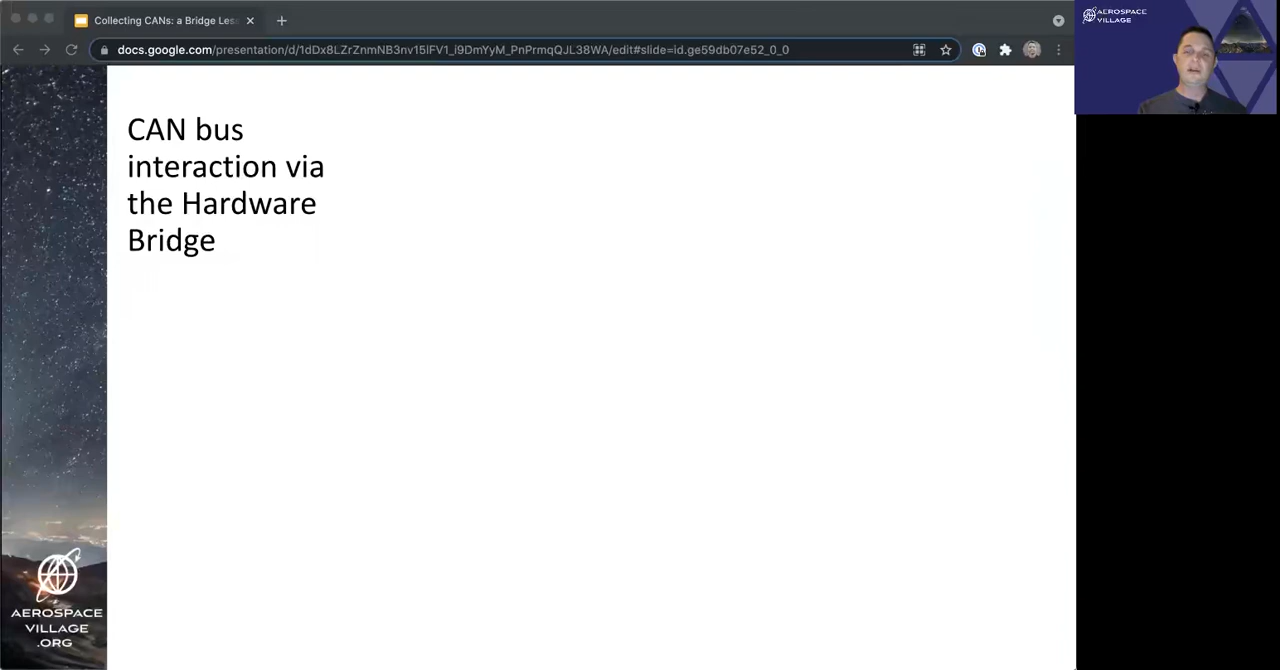 Collecting CANs: a Bridge Les
docs.google.com/presentation/d/1dDx8LZrZnmNB3nv15lFV1_i9DmYyM_PnPrmqQJL38WA/edit#slide=id.ge59db07e52_0_0
AEROSPACE
VILLAGE
CAN bus
interaction via
the Hardware
Bridge
AEROSPACE
VILLAGE
.ORG